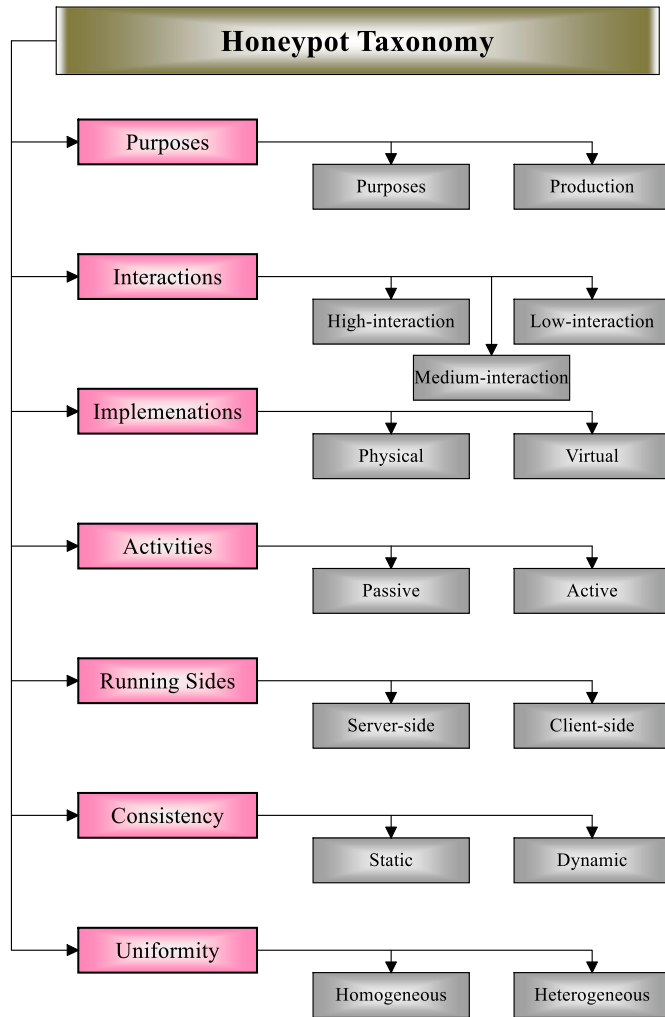 Honeypot Taxonomy
Purposes
Purposes
Production
Interactions
High-interaction
Low-interaction
Medium-interaction
Implemenations
Physical
Virtual
Activities
Passive
Active
Running Sides
Server-side
Client-side
Consistency
Static
Dynamic
Uniformity
Homogeneous
Heterogeneous